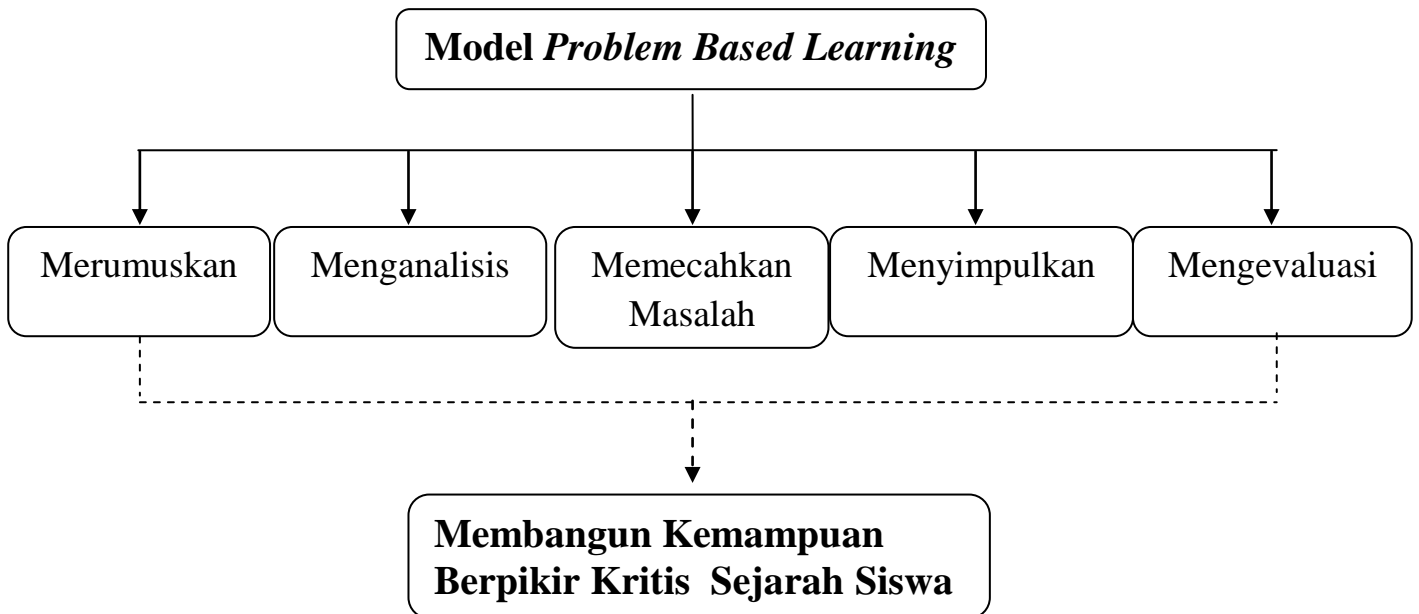 Model Problem Based Learning
Merumuskan
Menganalisis
Memecahkan
Masalah
Menyimpulkan
Mengevaluasi
Membangun Kemampuan
Berpikir Kritis Sejarah Siswa